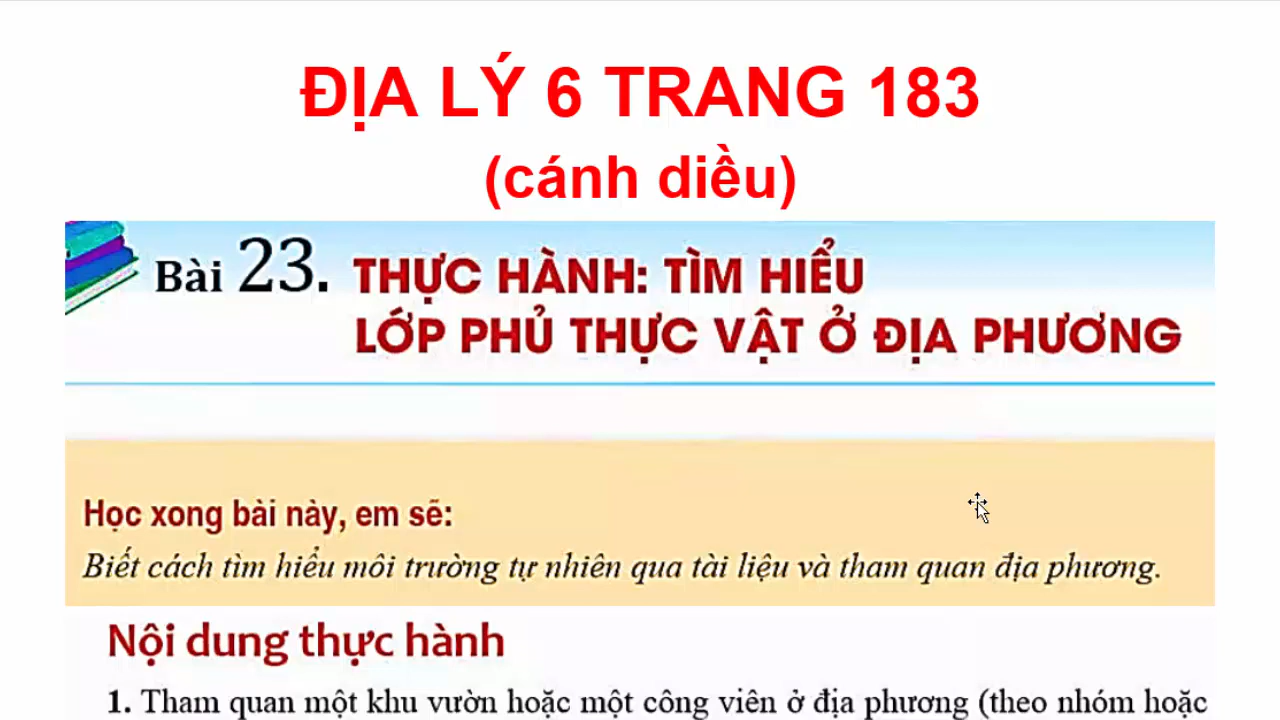 ĐỊA LÝ 6 TRANG 183
(cánh diều)
Bài 23. THỰC HÀNH: TÌM HIỂU
LỚP PHỦ THỰC VẬT Ở ĐỊA PHƯƠNG
Học xong bài này, em sẽ:
Biết cách tìm hiểu môi trường tự nhiên qua tài liệu và tham quan địa phương.
Nội dung thực hành
1. Tham quan một khu vườn hoặc một công viên ở địa phương (theo nhóm hoặc